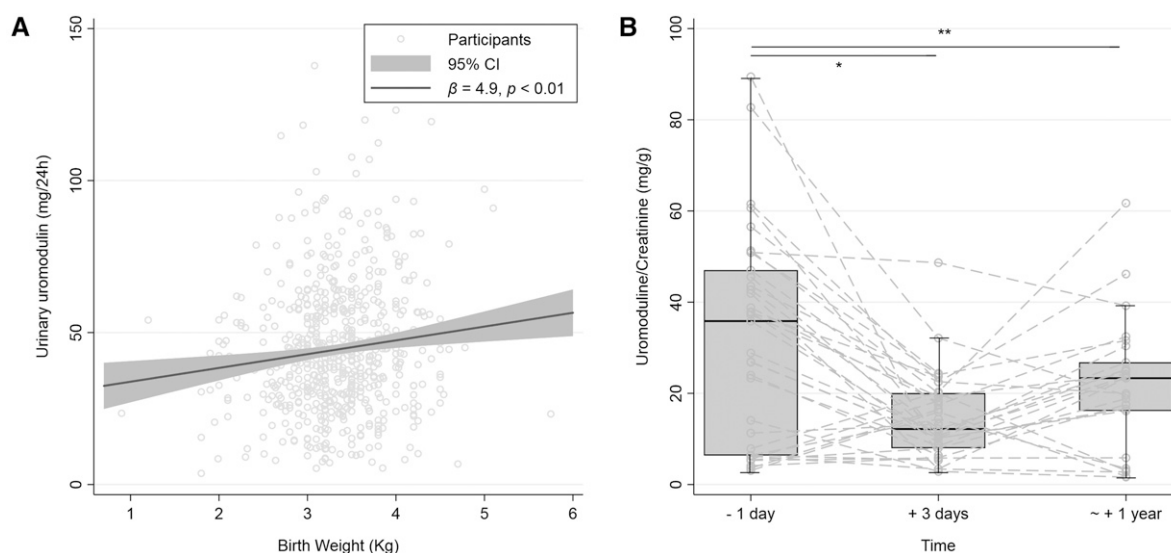 A
Urinary uromodulin (mg/24h)
150
100
50
0
Participants
95% CI
β = 4.9, p < 0.01
1 2 3 4 5 6
Birth Weight (Kg)
B
Uromoduline/Creatinine (mg/g)
100
80
60
40
20
0
**
*
- 1 day + 3 days ~ + 1 year
Time